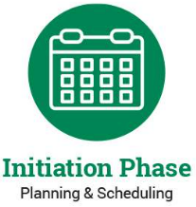 Initiation Phase
Planning & Scheduling